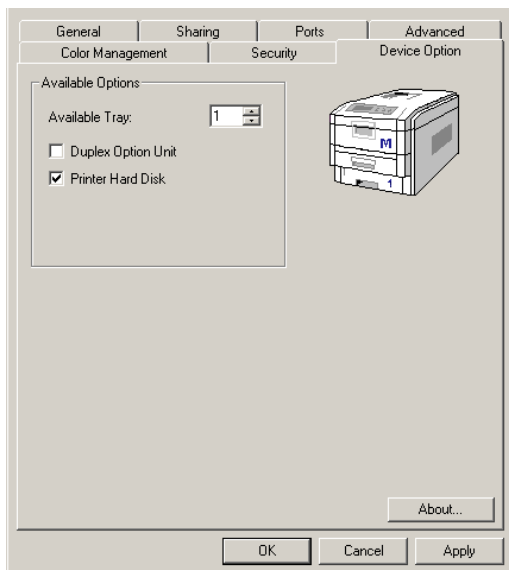 General Sharing Ports Advanced
Color Management Security Device Option
Available Options
Available Tray: 1
Duplex Option Unit
Printer Hard Disk
M
1
About...
OK Cancel Apply